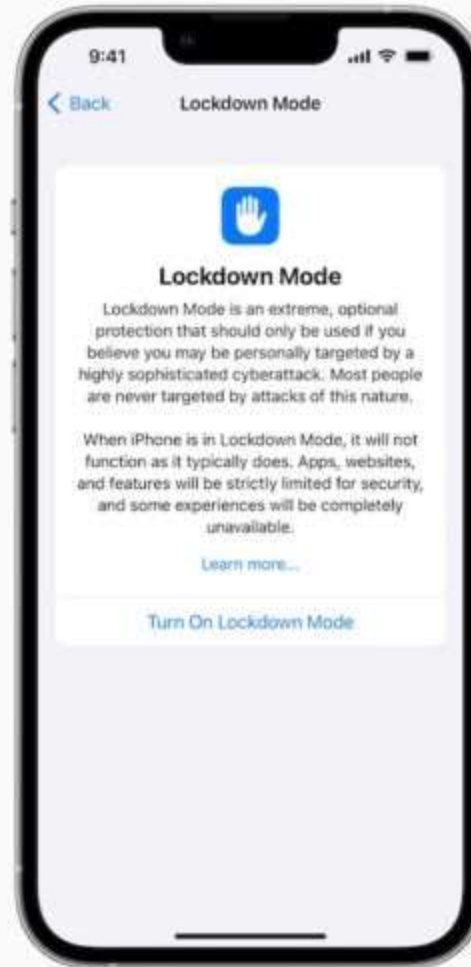 9:41
Back
Lockdown Mode
Lockdown Mode
Lockdown Mode is an extreme, optional
protection that should only be used if you
believe you may be personally targeted by a
highly sophisticated cyberattack. Most people
are never targeted by attacks of this nature.
When iPhone is in Lockdown Mode, it will not
function as it typically does. Apps, websites,
and features will be strictly limited for security,
and some experiences will be completely
unavailable.
Learn more...
Turn On Lockdown Mode